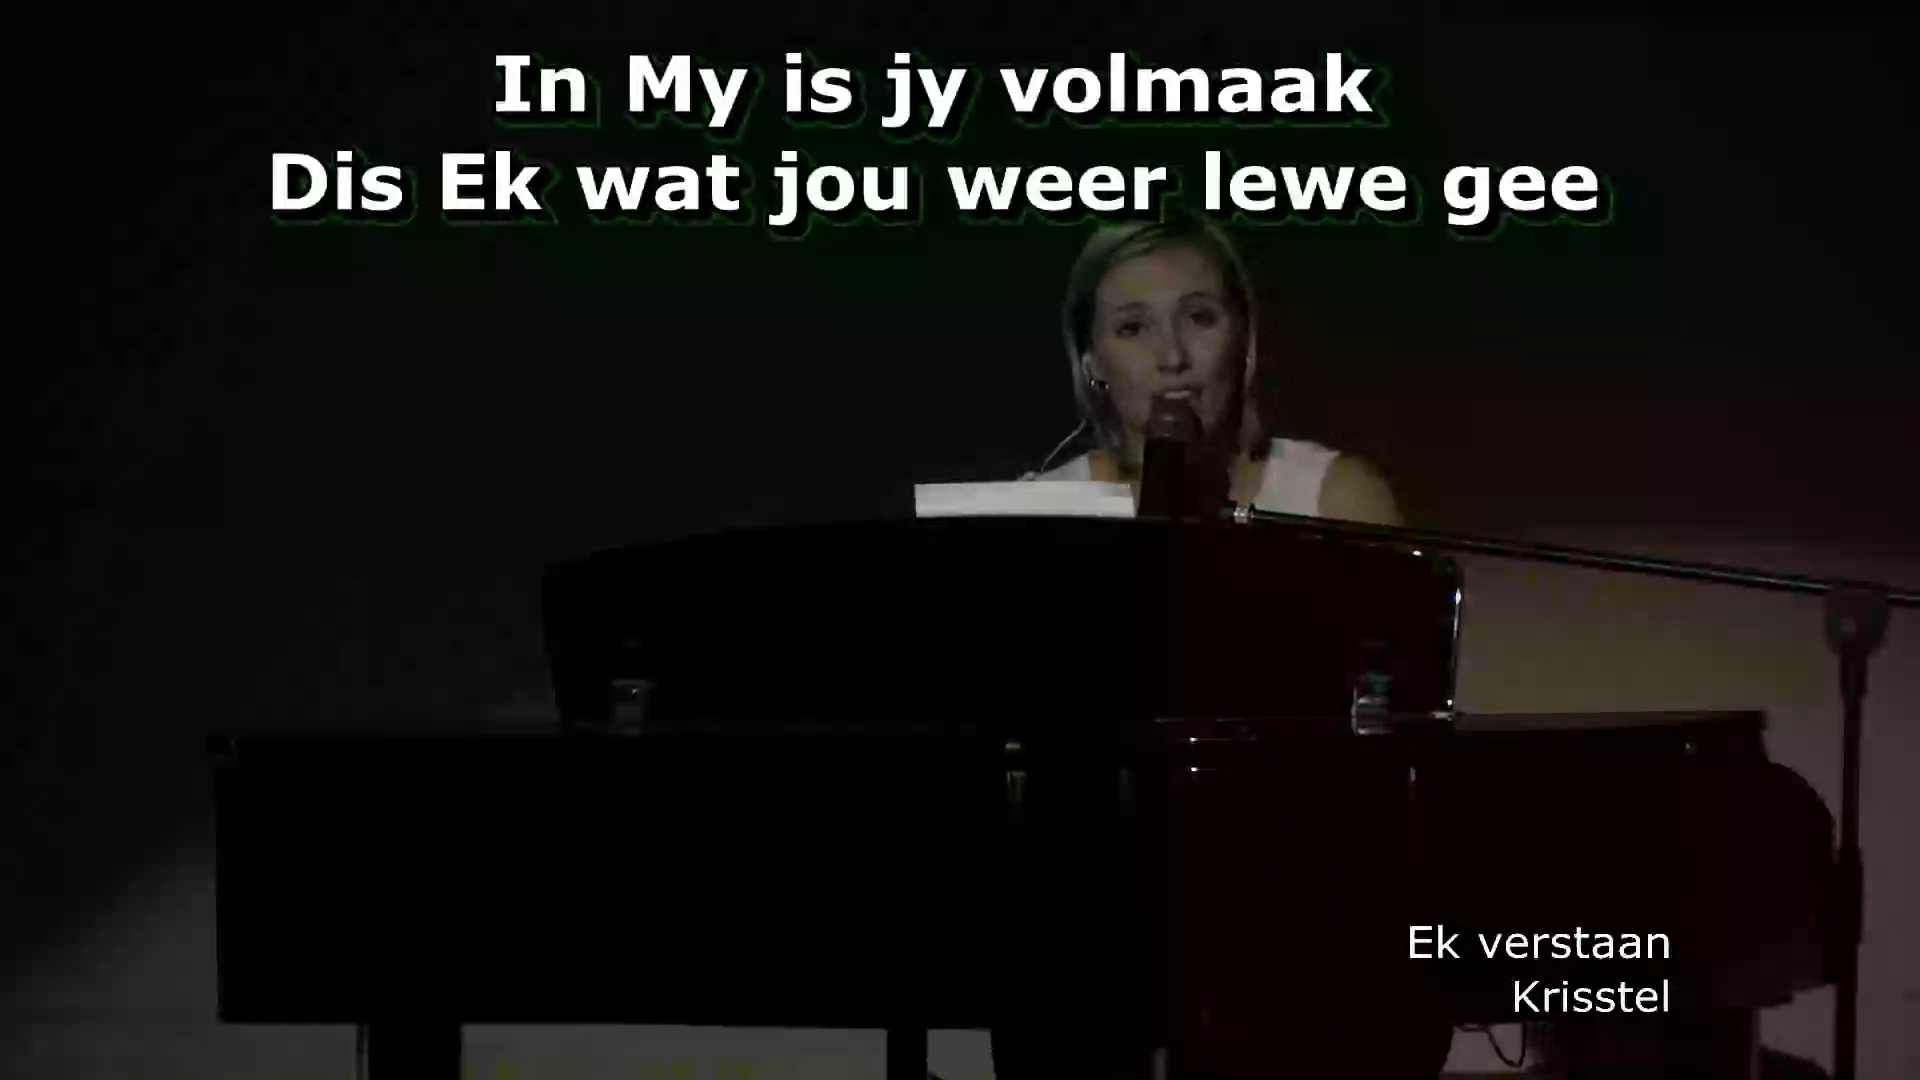 In My is jy volmaak
Dis Ek wat jou weer lewe gee
Ek verstaan
Krisstel